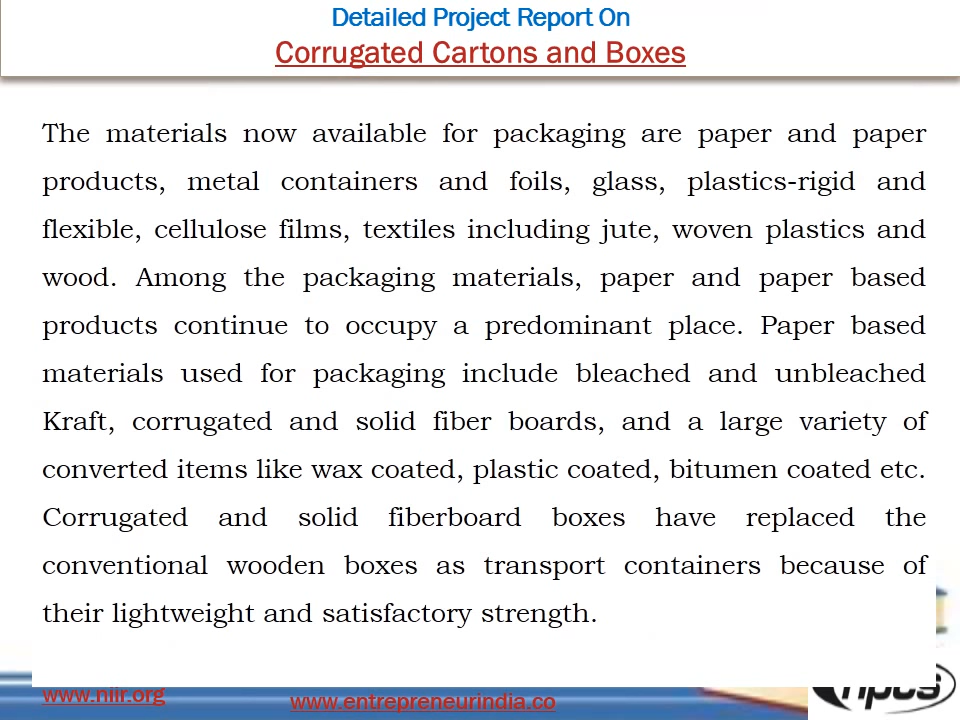 Detailed Project Report On
Corrugated Cartons and Boxes
The materials now available for packaging are paper and paper
products, metal containers and foils, glass, plastics-rigid and
flexible, cellulose films, textiles including jute, woven plastics and
wood. Among the packaging materials, paper and paper based
products continue to occupy a predominant place. Paper based
materials used for packaging include bleached and unbleached
Kraft, corrugated and solid fiber boards, and a large variety of
converted items like wax coated, plastic coated, bitumen coated etc.
Corrugated and solid fiberboard boxes have replaced the
conventional wooden boxes as transport containers because of
their lightweight and satisfactory strength.
www.niir.org
www.entrepreneurindia.co
npcs